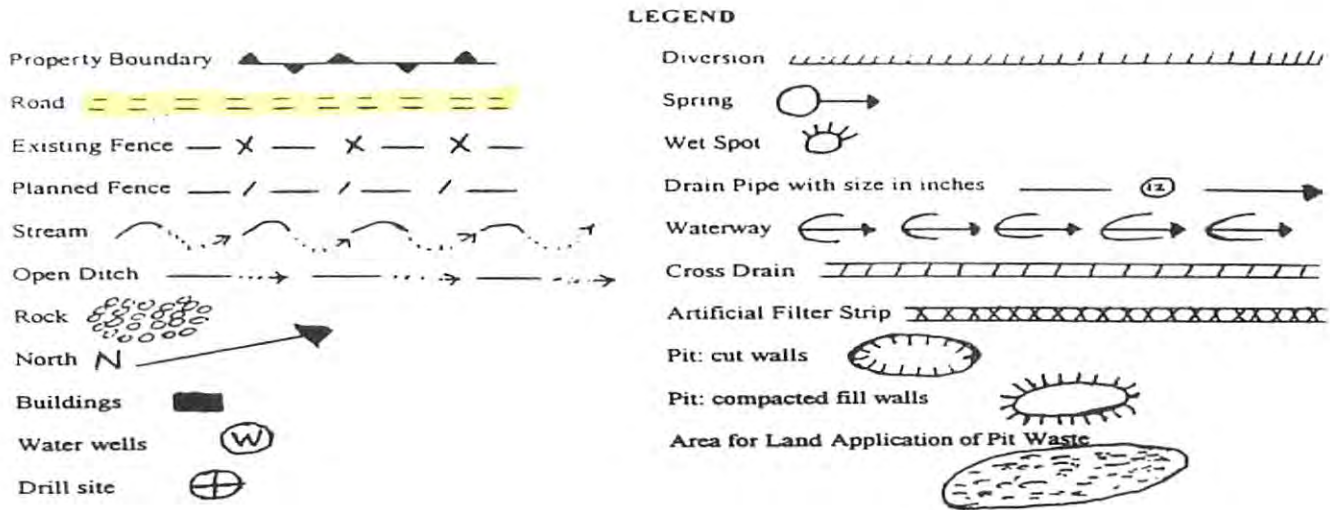 LEGEND
Property Boundary
Road
Existing Fence
Planned Fence
Stream
Open Ditch
Rock
North N
Buildings
Water wells W
Drill site
Diversion
Spring
Wet Spot
Drain Pipe with size in inches 12
Waterway
Cross Drain
Artificial Filter Strip
Pit: cut walls
Pit: compacted fill walls
Area for Land Application of Pit Waste